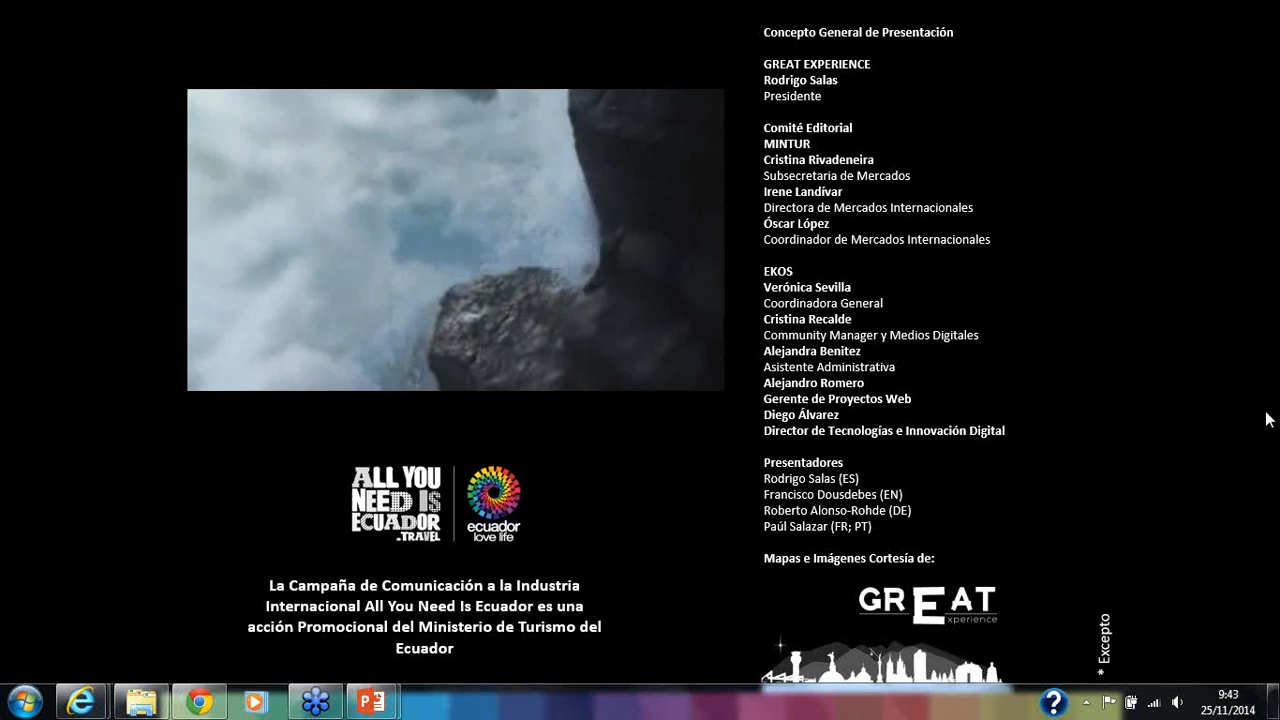 Concepto General de Presentación
GREAT EXPERIENCE
Rodrigo Salas
Presidente
Comité Editorial
MINTUR
Cristina Rivadeneira
Subsecretaria de Mercados
Irene Landívar
Directora de Mercados Internacionales
Óscar López
Coordinador de Mercados Internacionales
EKOS
Verónica Sevilla
Coordinadora General
Cristina Recalde
Community Manager y Medios Digitales
Alejandra Benitez
Asistente Administrativa
Alejandro Romero
Gerente de Proyectos Web
Diego Álvarez
Director de Tecnologías e Innovación Digital
Presentadores
Rodrigo Salas (ES)
Francisco Dousdebes (EN)
Roberto Alonso-Rohde (DE)
Paúl Salazar (FR; PT)
Mapas e Imágenes Cortesía de:
GREAT
xperience
* Excepto
ALL YOU
NEED IS
ECUADOR
.TRAVEL
ecuador
love life
La Campaña de Comunicación a la Industria
Internacional All You Need Is Ecuador es una
acción Promocional del Ministerio de Turismo del
Ecuador
9:43
25/11/2014